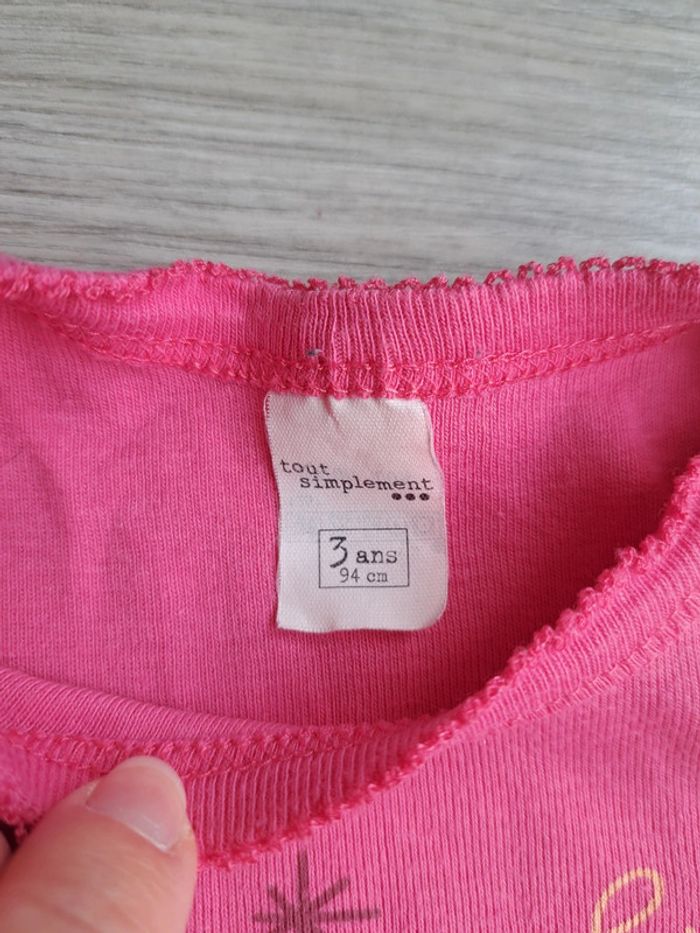 tout
simplement
3 ans
94 cm